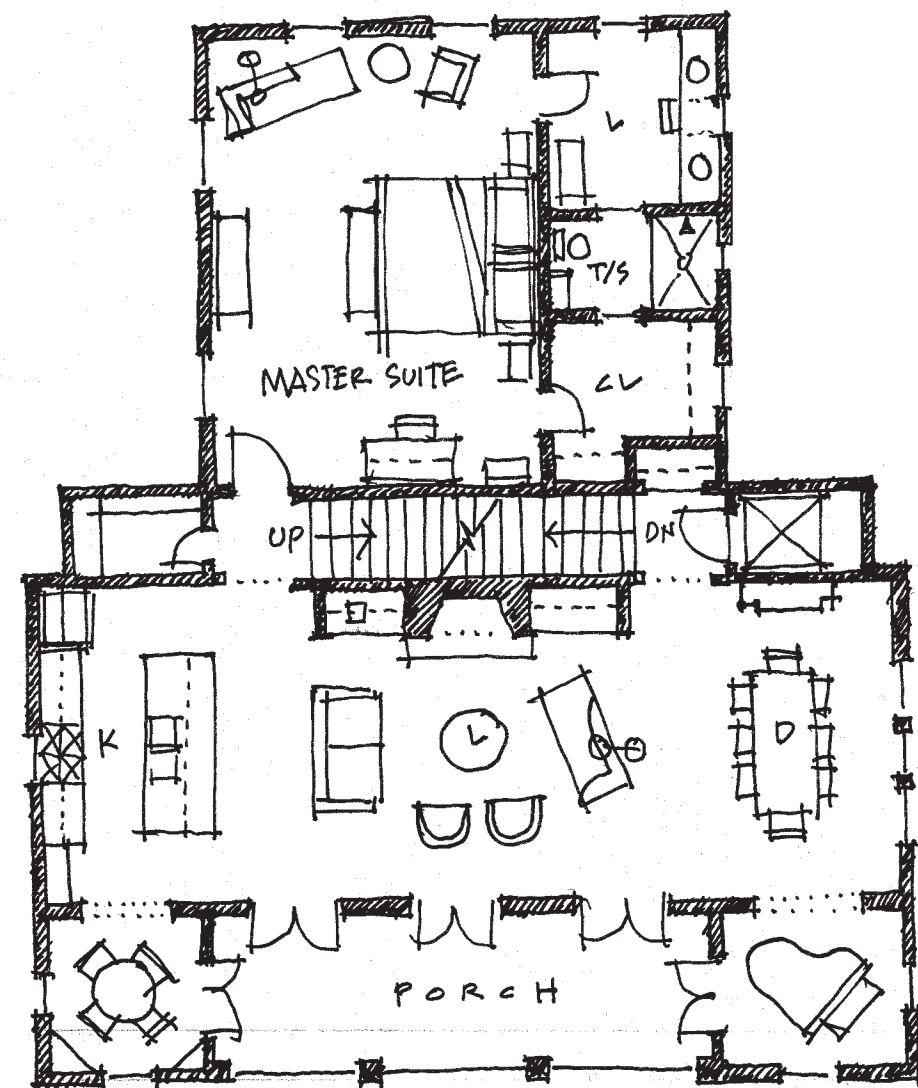 L
T/S
MASTER SUITE
CL
UP
DN
K
L
D
PORCH